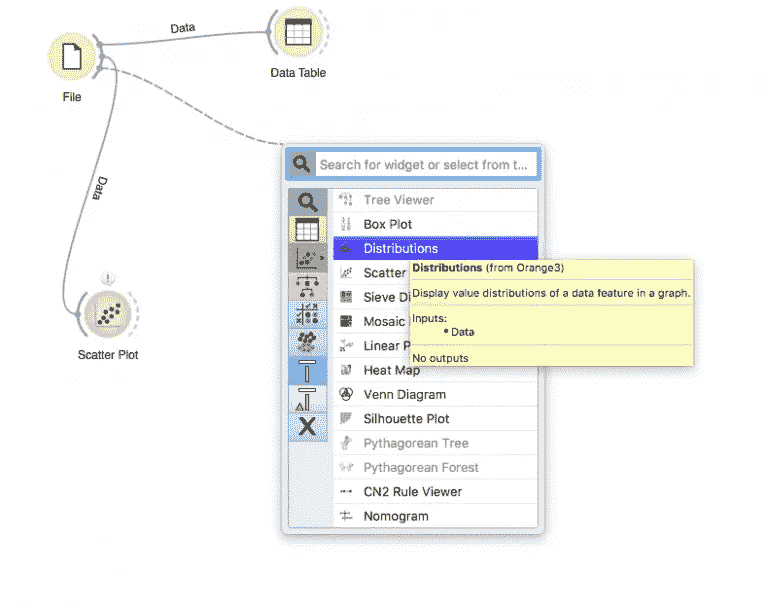 Data
File
Data Table
Data
Scatter Plot
Search for widget or select from t...
Tree Viewer
Box Plot
Distributions
Scatter
Sieve Di
Mosaic
Linear P
Heat Map
Venn Diagram
Silhouette Plot
Pythagorean Tree
Pythagorean Forest
CN2 Rule Viewer
Nomogram
Distributions (from Orange3)
Display value distributions of a data feature in a graph.
Inputs:
• Data
No outputs